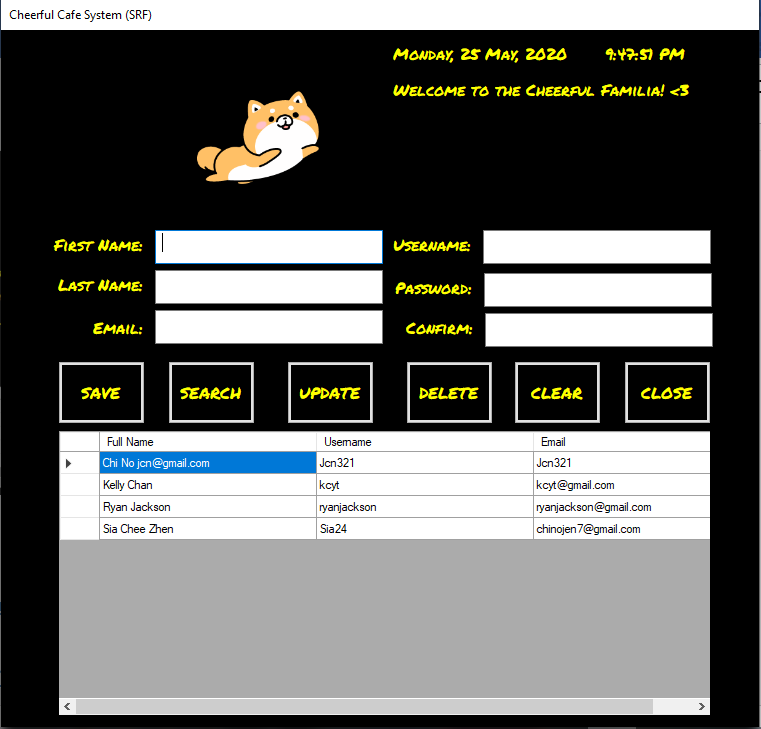 Cheerful Cafe System (SRF)
Monday, 25 May, 2020 9:47:51 PM
Welcome to the Cheerful Familia! <3
First Name: Username:
Last Name: Password:
Email: Confirm:
SAVE SEARCH UPDATE DELETE CLEAR CLOSE
Full Name Username Email
Chi No jcn@gmail.com Jcn321 Jcn321
Kelly Chan kcyt kcyt@gmail.com
Ryan Jackson ryanjackson ryanjackson@gmail.com
Sia Chee Zhen Sia24 chinojen7@gmail.com